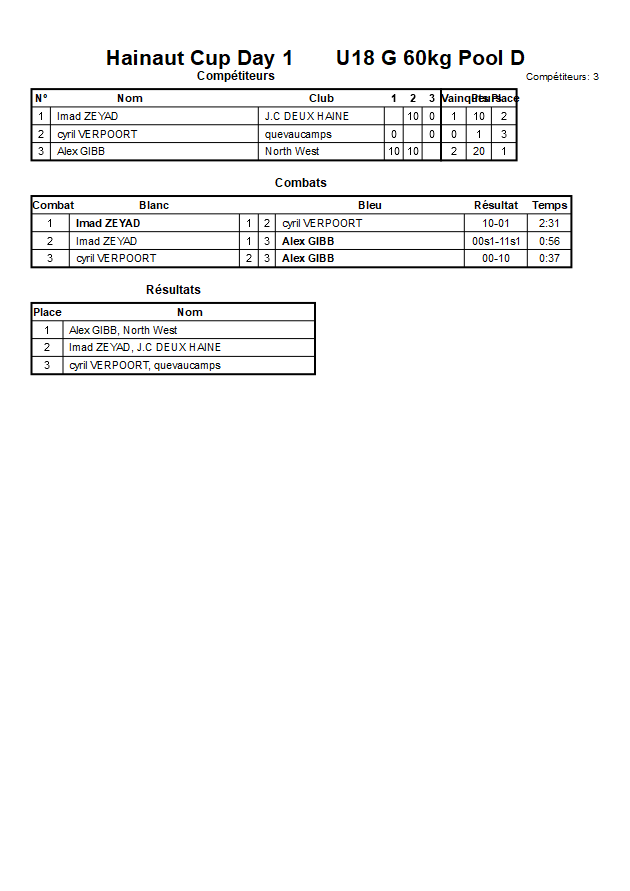 Hainaut Cup Day 1 U18 G 60kg Pool D
Compétiteurs Compétiteurs: 3
N° Nom Club 1 2 3 Vainqueurs Pts Place
1 Imad ZEYAD J.C DEUX HAINE 10 0 1 10 2
2 cyril VERPOORT quevaucamps 0 0 0 1 3
3 Alex GIBB North West 10 10 2 20 1
Combats
Combat Blanc Bleu Résultat Temps
1 Imad ZEYAD 1 2 cyril VERPOORT 10-01 2:31
2 Imad ZEYAD 1 3 Alex GIBB 00s1-11s1 0:56
3 cyril VERPOORT 2 3 Alex GIBB 00-10 0:37
Résultats
Place Nom
1 Alex GIBB, North West
2 Imad ZEYAD, J.C DEUX HAINE
3 cyril VERPOORT, quevaucamps